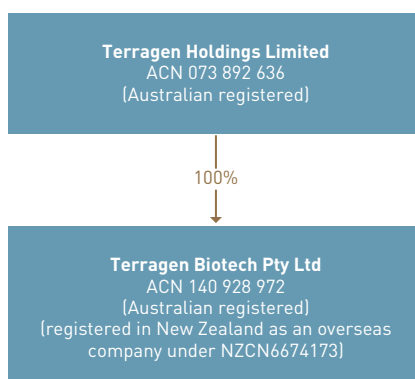 Terragen Holdings Limited
ACN 073 892 636
(Australian registered)
100%
Terragen Biotech Pty Ltd
ACN 140 928 972
(Australian registered)
(registered in New Zealand as an overseas
company under NZCN6674173)